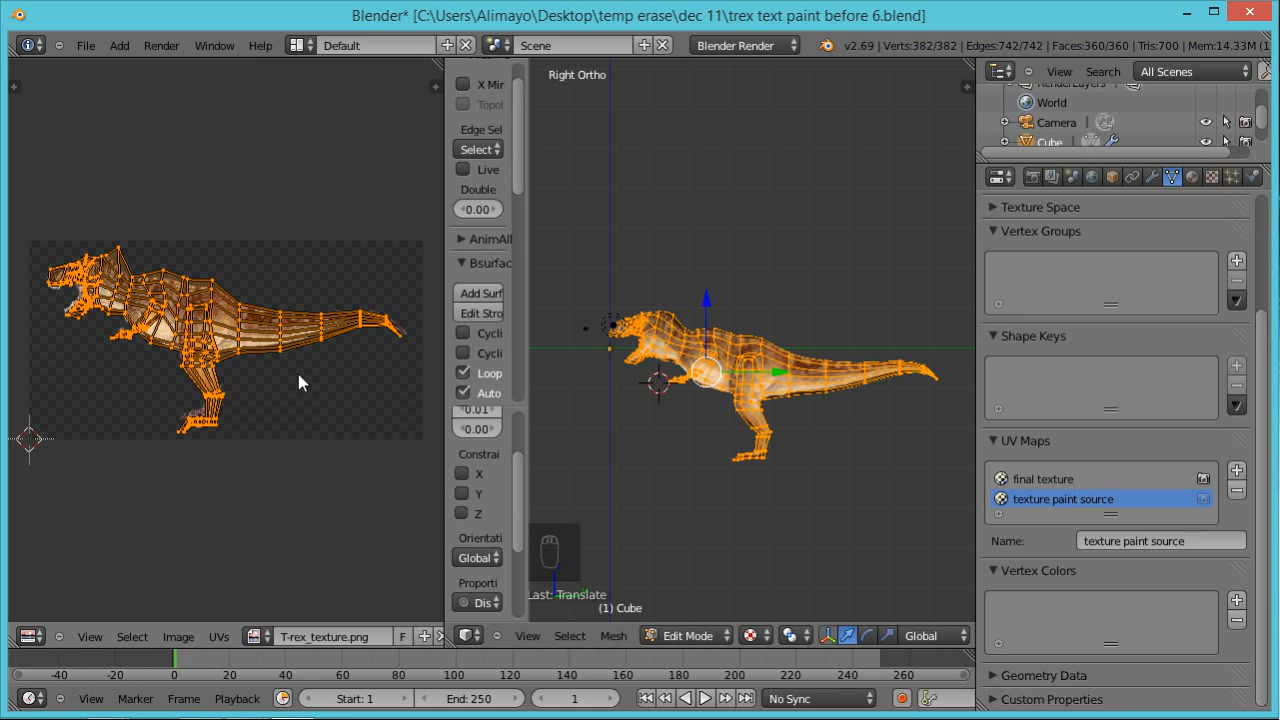 Blender* [C:\Users\Alimayo\Desktop\temp erase\dec 11\trex text paint before 6.blend]
File Add Render Window Help Default Scene Blender Render v2.69 | Verts:382/382 | Edges:742/742 | Faces:360/360 | Tris:700 | Mem:14.33M (1
View Search All Scenes
World
Camera
Cube
X Mir
Topol
Edge Sel
Select
Live
Double
0.00
AnimAll
Bsurfac
Add Surf
Edit Stro
Cycli
Cycli
Loop
Auto
-0.01
0.00
Constrai
X
Y
Z
Orientati
Global
Proporti
Dis
Right Ortho
Last: Translate
(1) Cube
Texture Space
Vertex Groups
Shape Keys
UV Maps
final texture
texture paint source
Name: texture paint source
Vertex Colors
Geometry Data
Custom Properties
View Select Image UVs T-rex_texture.png F
View Select Mesh Edit Mode Global
-40 -20 0 20 40 60 80 100 120 140 160 180 200 220 240 260
View Marker Frame Playback Start: 1 End: 250 1 No Sync